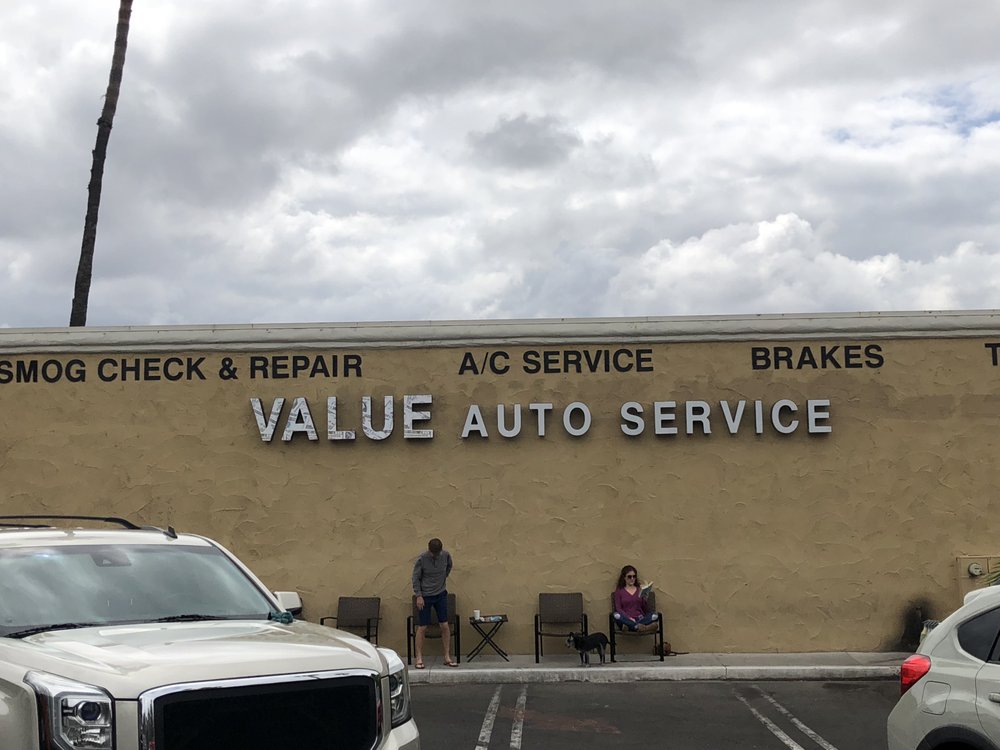 SMOG CHECK & REPAIR A/C SERVICE BRAKES
VALUE AUTO SERVICE